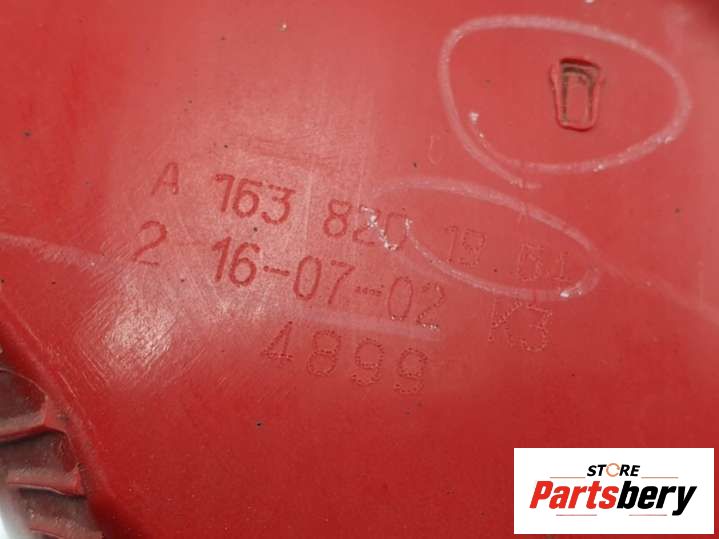 A 163 820 19 61
2 16-07-02 K3
4899
STORE
Partsbery